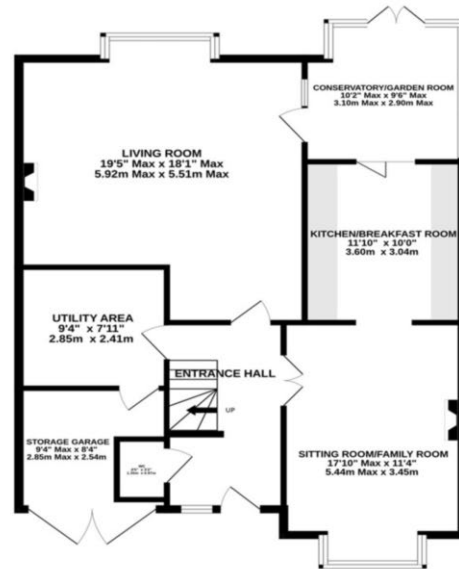 CONSERVATORY/GARDEN ROOM
10'2" Max x 9'6" Max
3.10m Max x 2.90m Max
LIVING ROOM
19'5" Max x 18'1" Max
5.92m Max x 5.51m Max
KITCHEN/BREAKFAST ROOM
11'10" x 10'0"
3.60m x 3.04m
UTILITY AREA
9'4" x 7'11"
2.85m x 2.41m
ENTRANCE HALL
UP
STORAGE GARAGE
9'4" Max x 8'4"
2.85m Max x 2.54m
SITTING ROOM/FAMILY ROOM
17'10" Max x 11'4"
5.44m Max x 3.45m